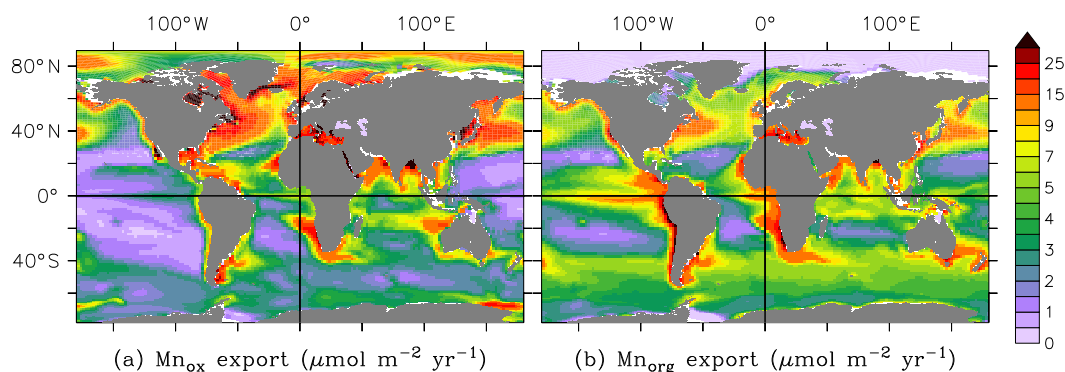 100°W 0° 100°E 100°W 0° 100°E
80°N
40°N
0°
40°S
25
15
9
7
5
4
3
2
1
0
(a) Mnox export (μmol m−2 yr−1) (b) Mnorg export (μmol m−2 yr−1)